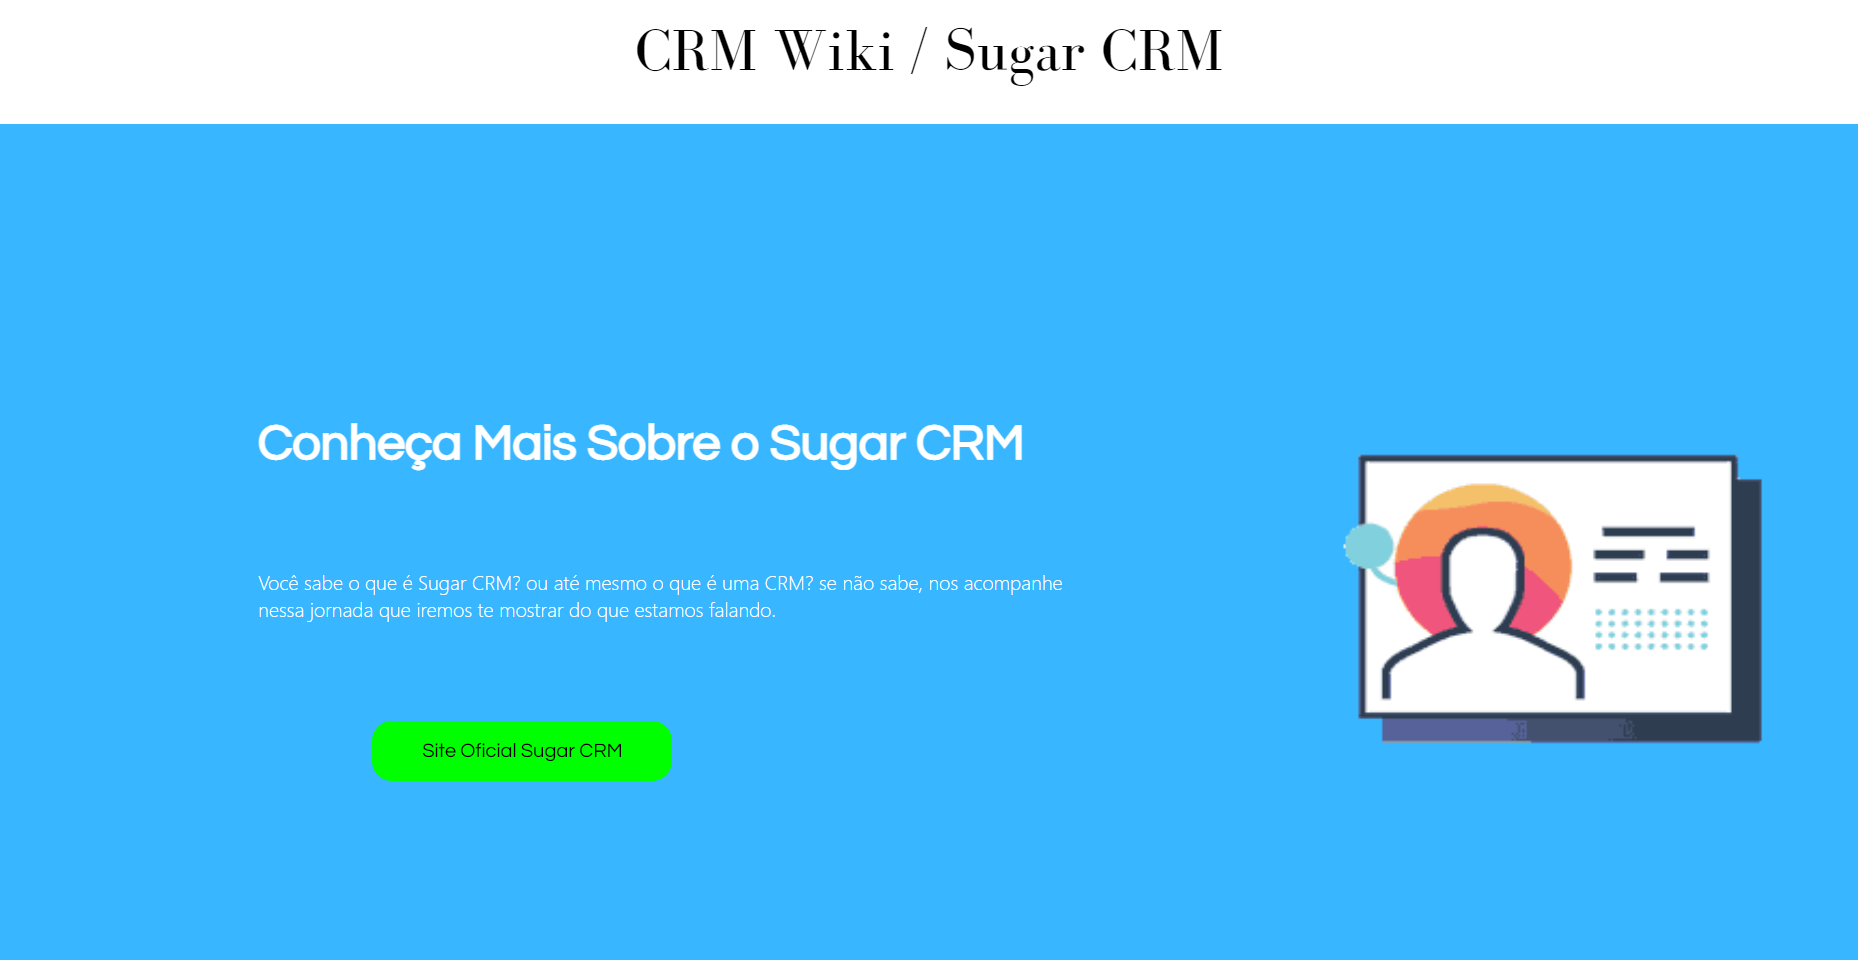 CRM Wiki / Sugar CRM
Conheça Mais Sobre o Sugar CRM
Você sabe o que é Sugar CRM? ou até mesmo o que é uma CRM? se não sabe, nos acompanhe
nessa jornada que iremos te mostrar do que estamos falando.
Site Oficial Sugar CRM